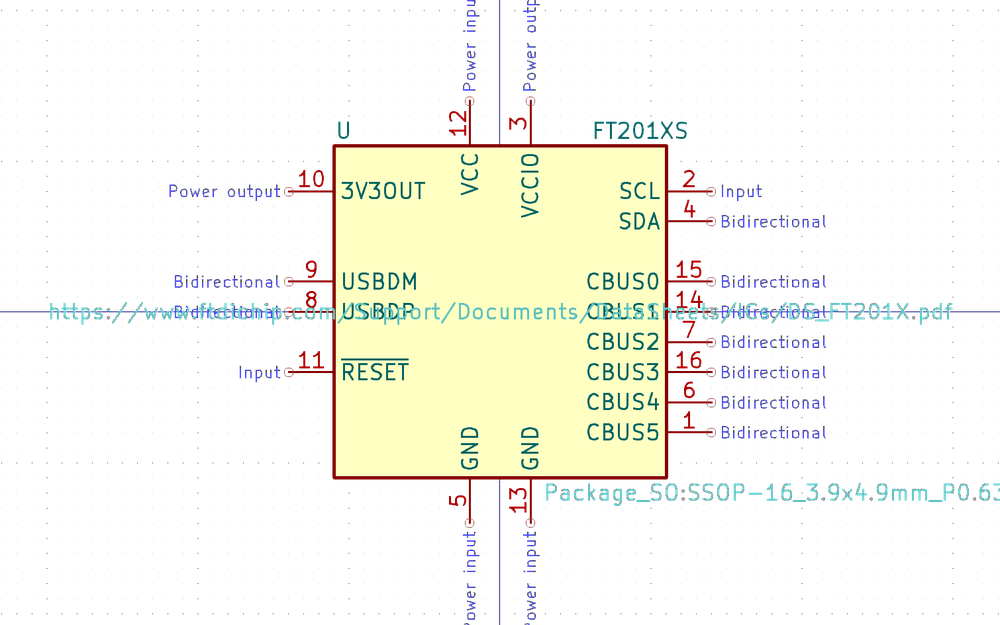 Power input
Power outp
12
3
U
FT201XS
VCC
VCCIO
Power output
10
3V3OUT
SCL
2
Input
SDA
4
Bidirectional
Bidirectional
9
USBDM
CBUS0
15
Bidirectional
Bidirectional
8
USBDP
CBUS1
14
Bidirectional
https://www.ftdichip.com/Support/Documents/DataSheets/ICs/DS_FT201X.pdf
CBUS2
7
Bidirectional
Input
11
RESET
CBUS3
16
Bidirectional
CBUS4
6
Bidirectional
CBUS5
1
Bidirectional
GND
GND
5
13
Package_SO:SSOP-16_3.9x4.9mm_P0.63
Power input
Power input